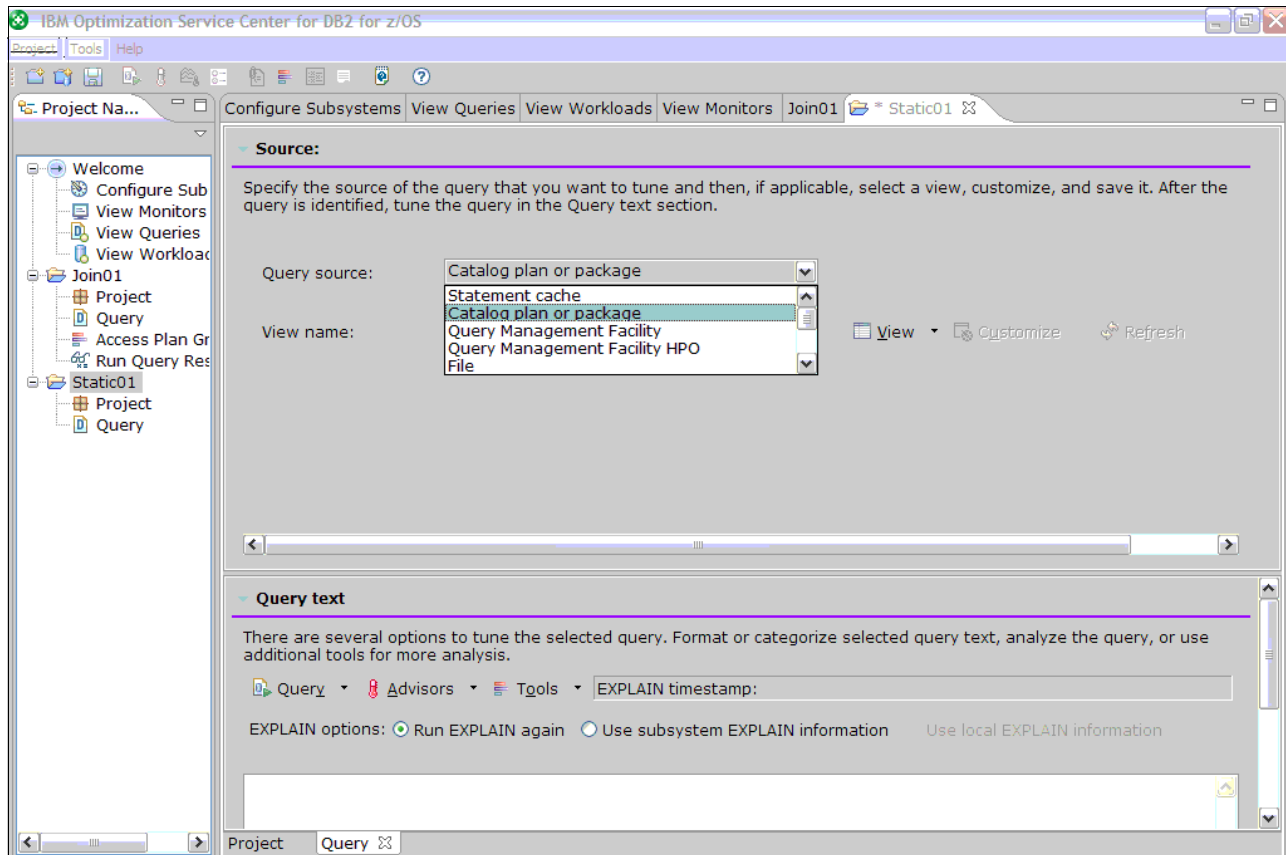 IBM Optimization Service Center for DB2 for z/OS
Project Tools Help
Project Na...
Configure Subsystems View Queries View Workloads View Monitors Join01 * Static01
Welcome
Configure Sub
View Monitors
View Queries
View Workload
Join01
Project
Query
Access Plan Gr
Run Query Res
Static01
Project
Query
Source:
Specify the source of the query that you want to tune and then, if applicable, select a view, customize, and save it. After the
query is identified, tune the query in the Query text section.
Query source: Catalog plan or package
Statement cache
Catalog plan or package
Query Management Facility
Query Management Facility HPO
File
View name: View Customize Refresh
Query text
There are several options to tune the selected query. Format or categorize selected query text, analyze the query, or use
additional tools for more analysis.
Query Advisors Tools EXPLAIN timestamp:
EXPLAIN options: Run EXPLAIN again Use subsystem EXPLAIN information Use local EXPLAIN information
Project Query